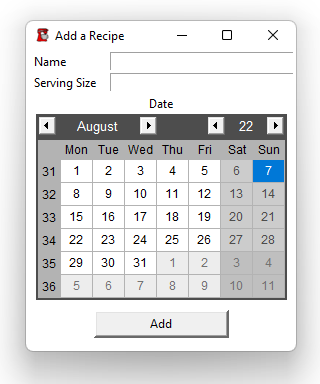 Add a Recipe
Name
Serving Size
Date
August 22
Mon Tue Wed Thu Fri Sat Sun
31 1 2 3 4 5 6 7
32 8 9 10 11 12 13 14
33 15 16 17 18 19 20 21
34 22 23 24 25 26 27 28
35 29 30 31 1 2 3 4
36 5 6 7 8 9 10 11
Add